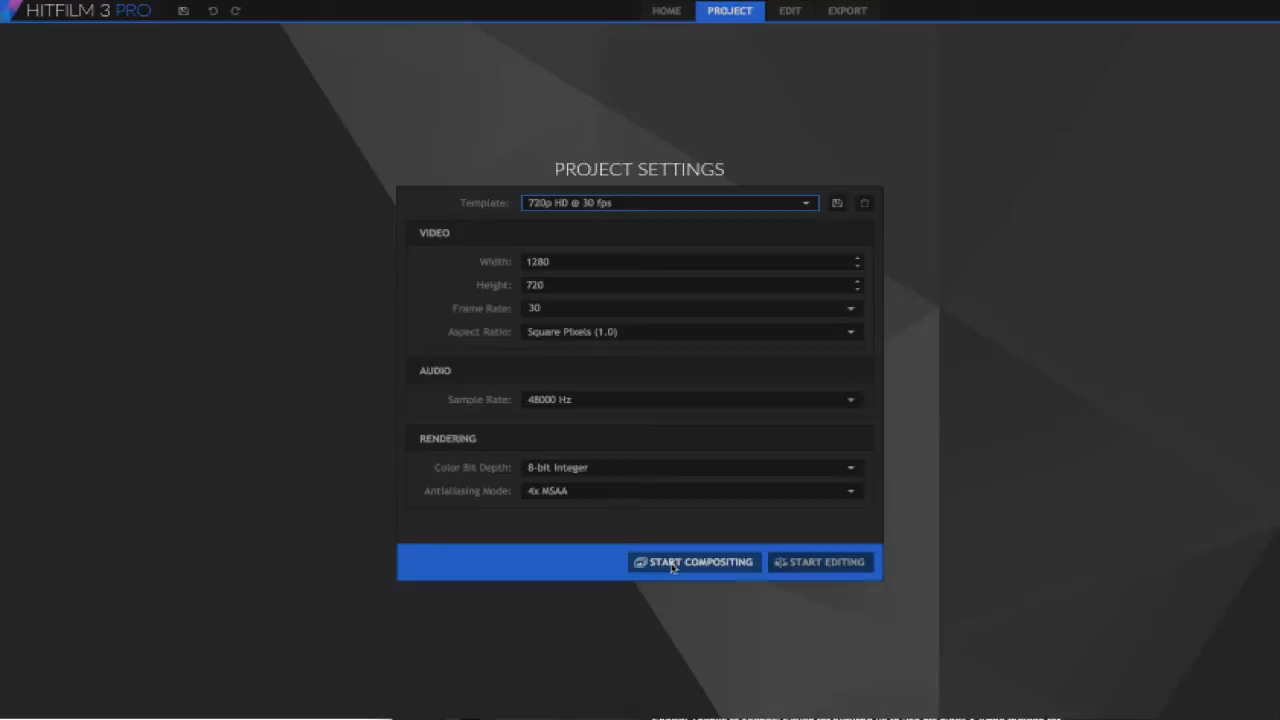 HITFILM 3 PRO HOME PROJECT EDIT EXPORT
PROJECT SETTINGS
Template: 720p HD @ 30 fps
VIDEO
Width: 1280
Height: 720
Frame Rate: 30
Aspect Ratio: Square Pixels (1.0)
AUDIO
Sample Rate: 48000 Hz
RENDERING
Color Bit Depth: 8-bit Integer
Antialiasing Mode: 4x MSAA
START COMPOSITING START EDITING